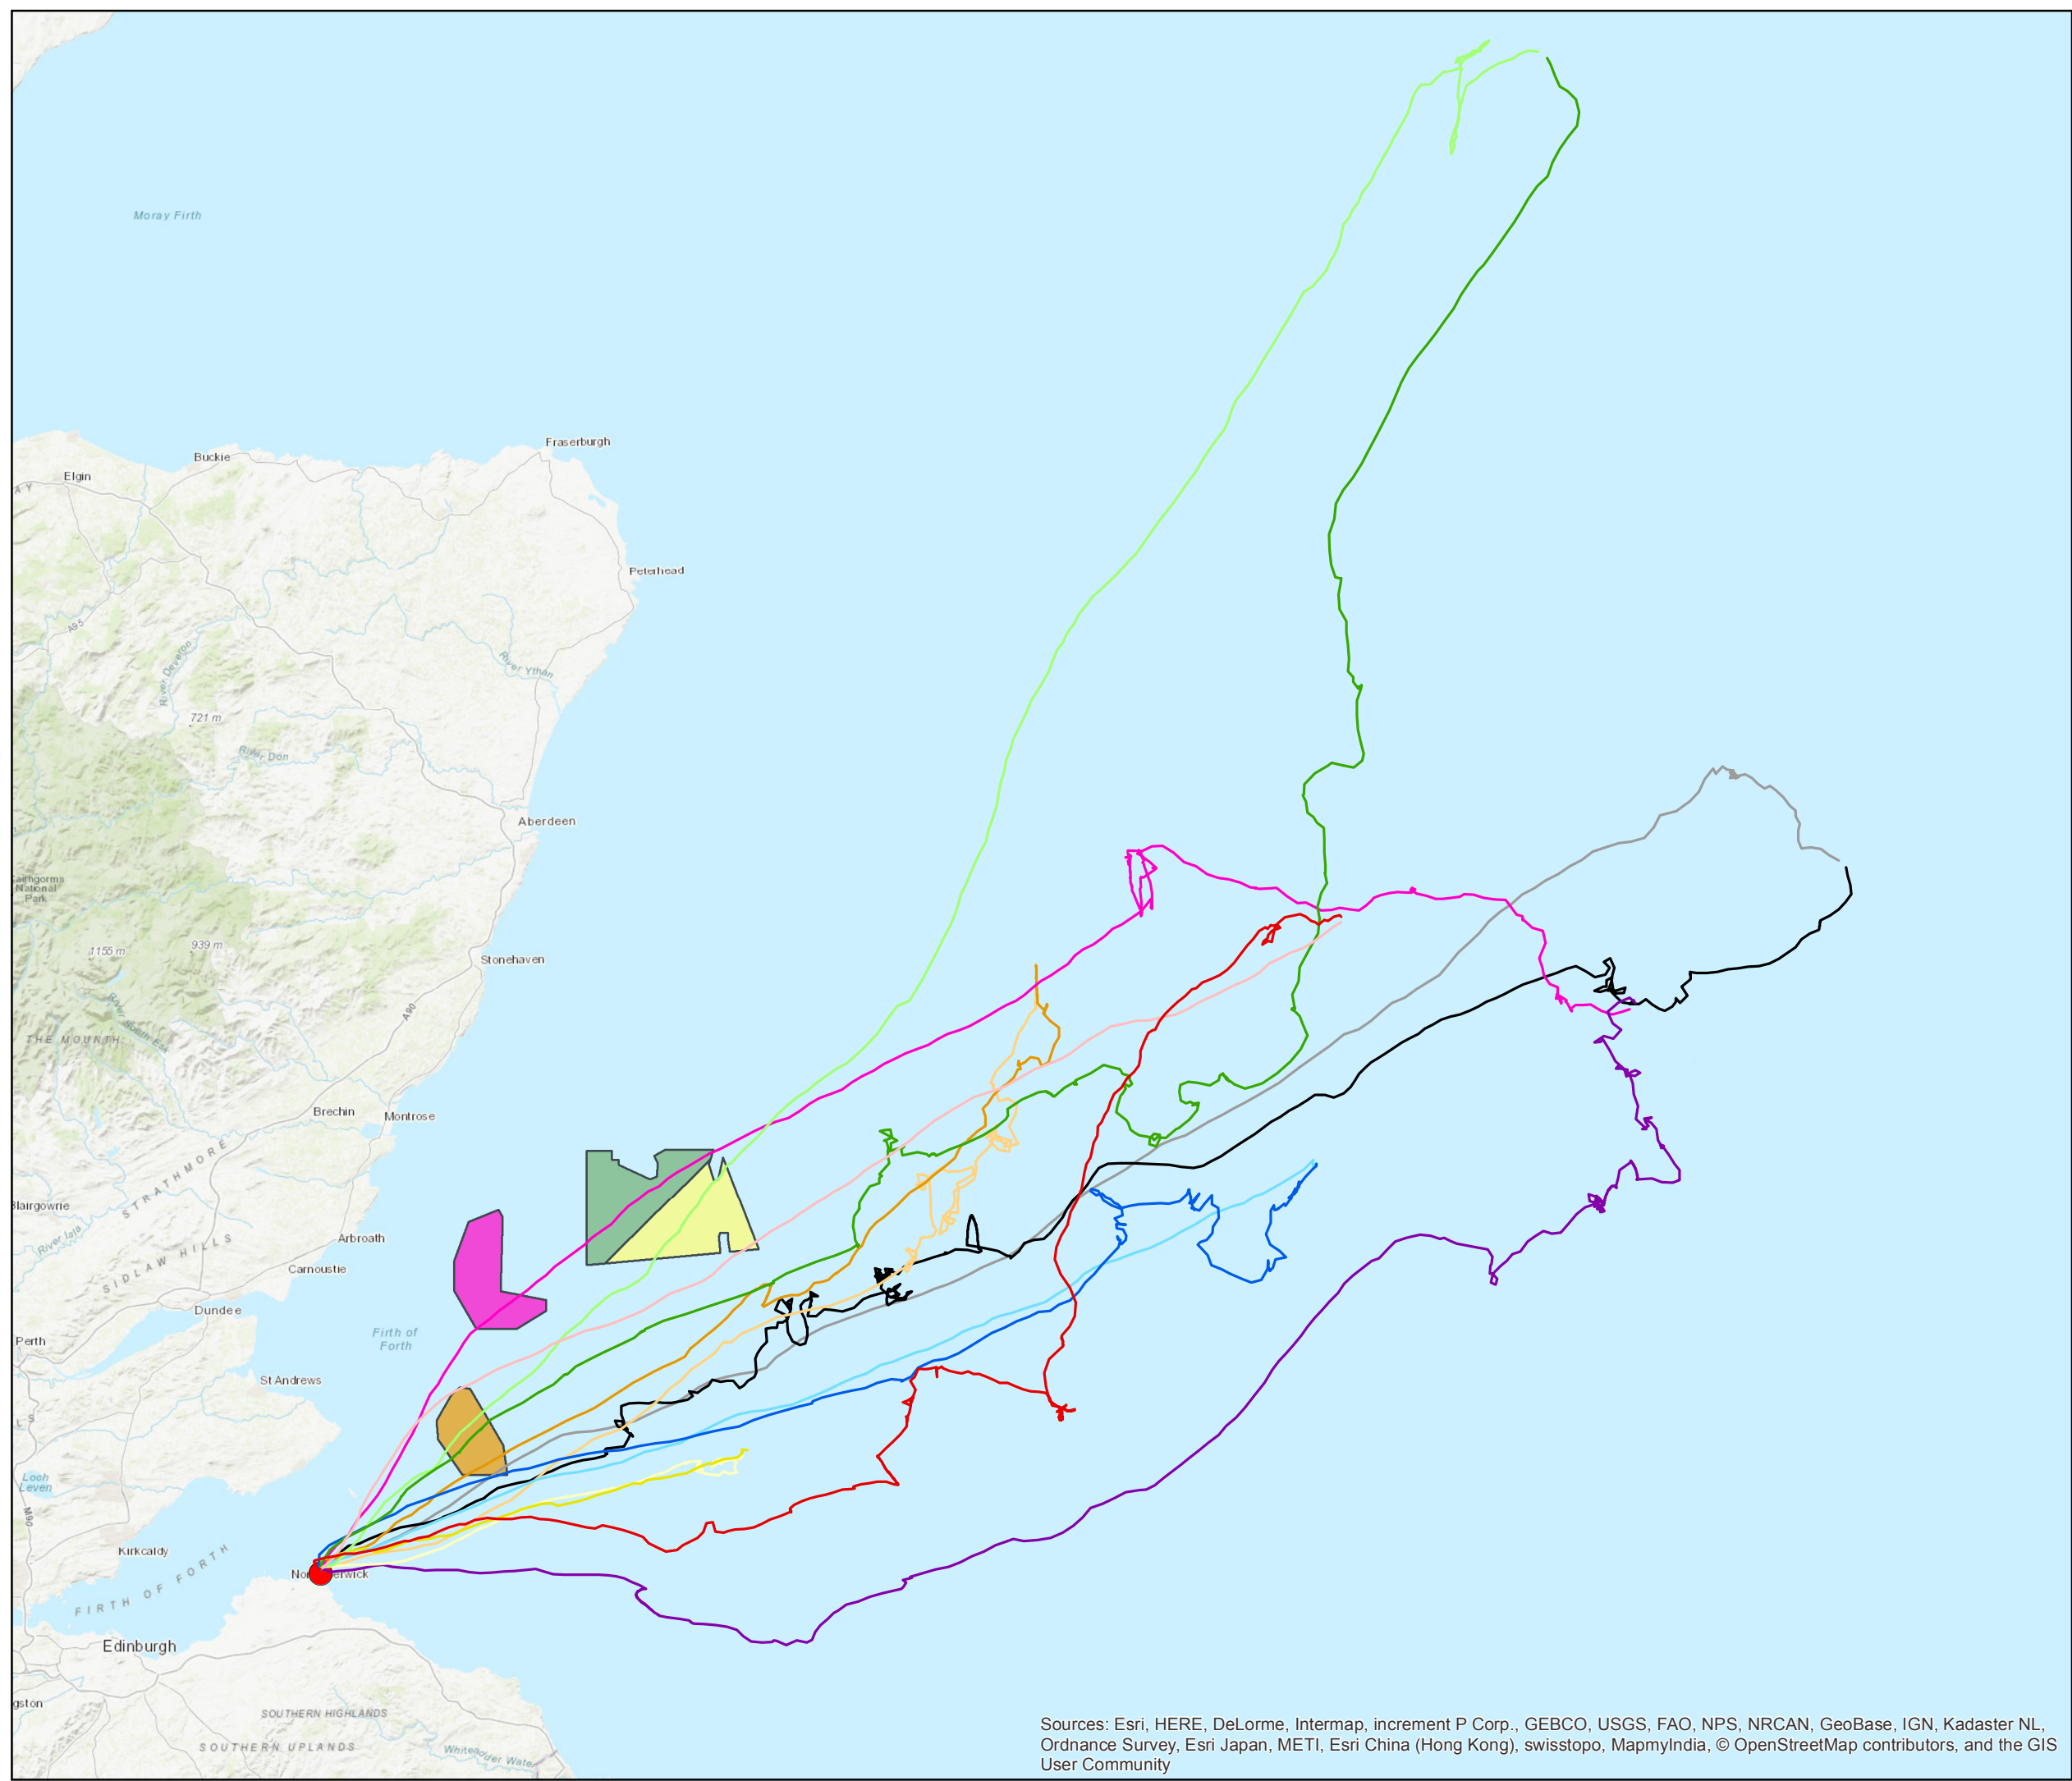 Moray Firth
Fraserburgh
Buckie
Elgin
A Y
Peterhead
A95
River Deveron
River Ythan
721 m
River Don
Aberdeen
Cairngorms
National
Park
939 m
1155 m
Stonehaven
A90
River South Esk
THE MOUNTH
Brechin
Montrose
STRATHMORE
Blairgowrie
River Isla
Arbroath
SIDLAW HILLS
Carnoustie
Dundee
Perth
Firth of
Forth
St Andrews
LS
Loch
Leven
M90
Kirkcaldy
FIRTH OF FORTH
Edinburgh
gston
SOUTHERN HIGHLANDS
SOUTHERN UPLANDS
Whiteadder Water
Sources: Esri, HERE, DeLorme, Intermap, increment P Corp., GEBCO, USGS, FAO, NPS, NRCAN, GeoBase, IGN, Kadaster NL,
Ordnance Survey, Esri Japan, METI, Esri China (Hong Kong), swisstopo, MapmyIndia, © OpenStreetMap contributors, and the GIS
User Community